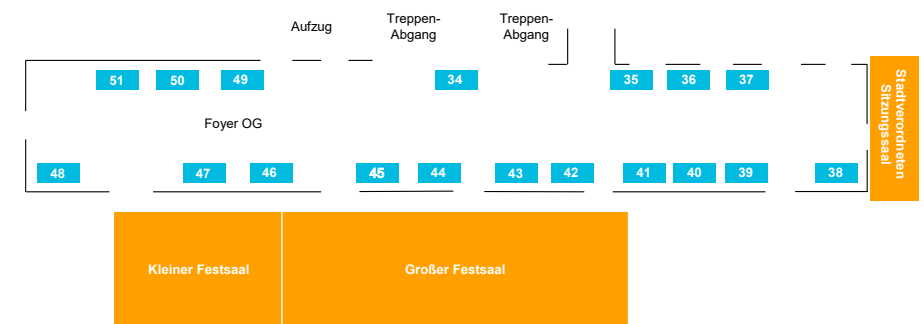 Aufzug
Treppen-
Abgang
Treppen-
Abgang
51
50
49
34
35
36
37
Stadtverordneten
Sitzungssaal
Foyer OG
48
47
46
45
44
43
42
41
40
39
38
Kleiner Festsaal
Großer Festsaal